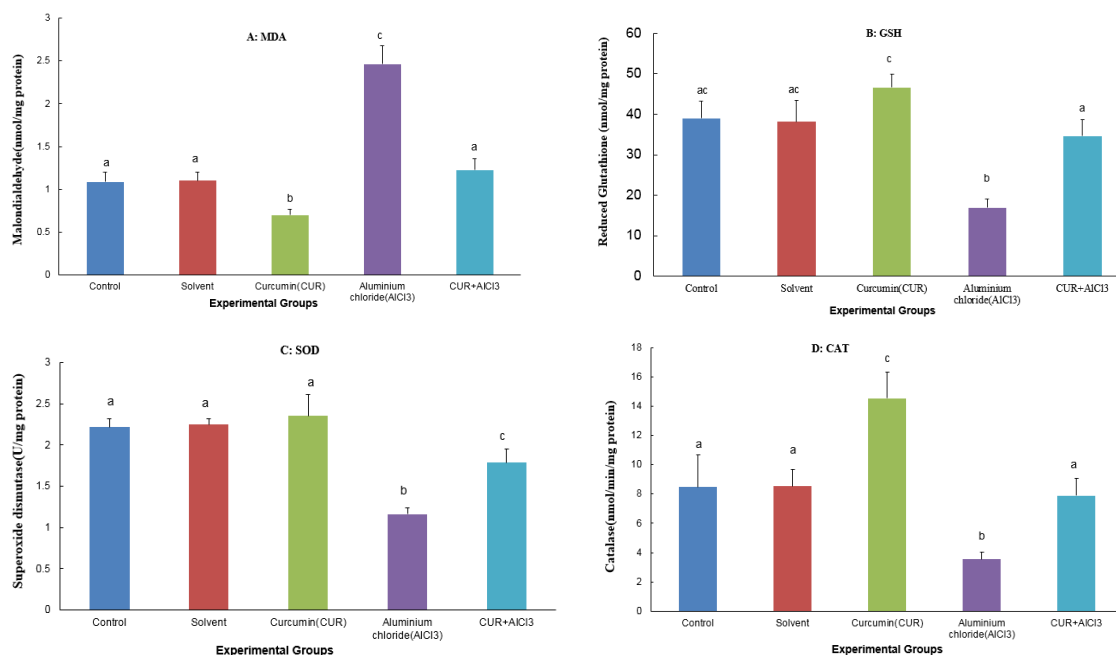 A: MDA
Malondialdehyde(nmol/mg protein)
3
2.5
2
1.5
1
0.5
0
a
a
b
c
a
Control
Solvent
Curcumin(CUR)
Aluminium
chloride(AlCl3)
CUR+AlCl3
Experimental Groups
B: GSH
Reduced Glutathione (nmol/mg protein)
60
50
40
30
20
10
0
ac
ac
c
b
a
Control
Solvent
Curcumin(CUR)
Aluminium
chloride(AlCl3)
CUR+AlCl3
Experimental Groups
C: SOD
Superoxide dismutase(U/mg protein)
3
2.5
2
1.5
1
0.5
0
a
a
a
b
c
Control
Solvent
Curcumin(CUR)
Aluminium
chloride(AlCl3)
CUR+AlCl3
Experimental Groups
D: CAT
Catalase(nmol/min/mg protein)
18
16
14
12
10
8
6
4
2
0
a
a
c
b
a
Control
Solvent
Curcumin(CUR)
Aluminium
chloride(AlCl3)
CUR+AlCl3
Experimental Groups